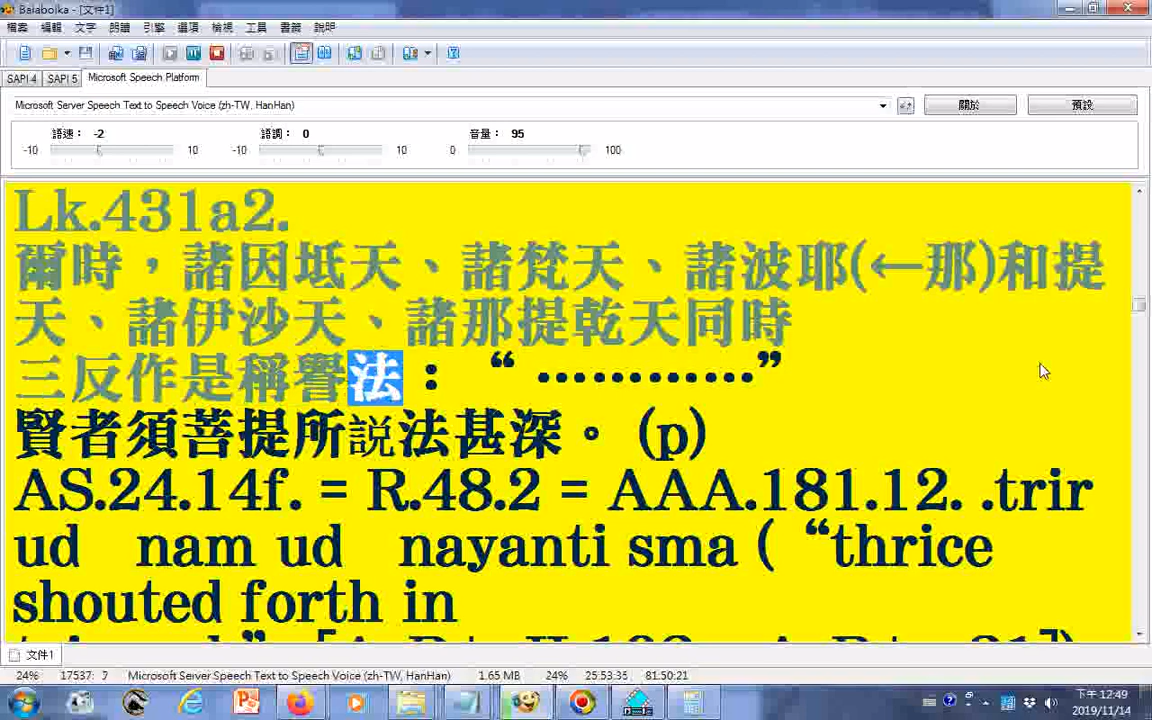 Balabolka - [文件1]
檔案 編輯 文字 朗讀 引擎 選項 檢視 工具 書籤 說明
SAPI 4 SAPI 5 Microsoft Speech Platform
Microsoft Server Speech Text to Speech Voice (zh-TW, HanHan) 關於 預設
語速： -2 語調： 0 音量： 95
-10 10 -10 10 0 100
Lk.431a2.
爾時，諸因坻天、諸梵天、諸波耶(←那)和提
天、諸伊沙天、諸那提乾天同時
三反作是稱譽法：“ ………… ”
賢者須菩提所説法甚深。(p)
AS.24.14f. = R.48.2 = AAA.181.12. .trir
ud nam ud nayanti sma (“thrice
shouted forth in
文件1
24% 17537: 7 Microsoft Server Speech Text to Speech Voice (zh-TW, HanHan) 1.65 MB 24% 25:53:35 81:50:21
下午 12:49
2019/11/14